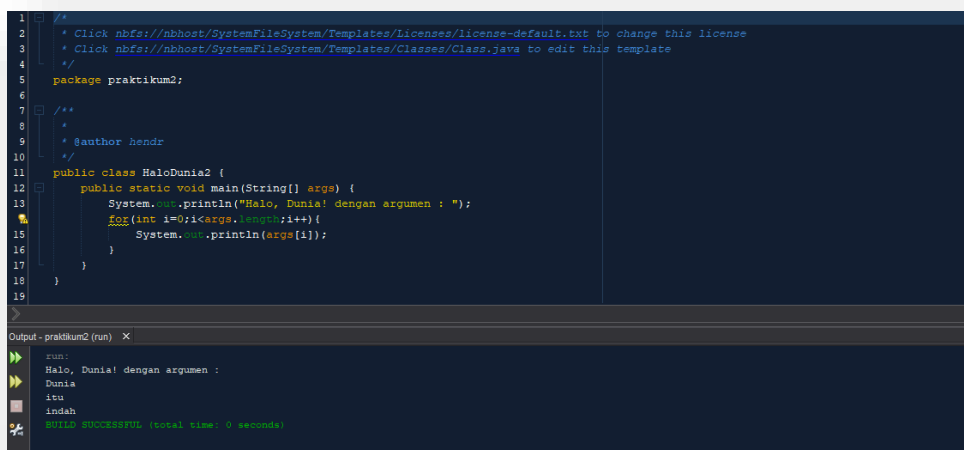 1 /*
2 * Click nbfs://nbhost/SystemFileSystem/Templates/Licenses/license-default.txt to change this license
3 * Click nbfs://nbhost/SystemFileSystem/Templates/Classes/Class.java to edit this template
4 */
5 package praktikum2;
6
7 /**
8 *
9 * @author hendr
10 */
11 public class HaloDunia2 {
12 public static void main(String[] args) {
13 System.out.println("Halo, Dunia! dengan argumen : ");
for(int i=0;i<args.length;i++){
15 System.out.println(args[i]);
16 }
17 }
18 }
19
Output - praktikum2 (run) X
run:
Halo, Dunia! dengan argumen :
Dunia
itu
indah
BUILD SUCCESSFUL (total time: 0 seconds)